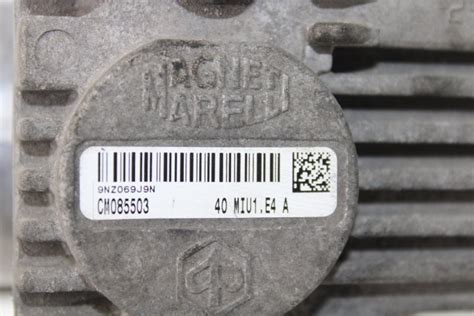 MAGNETI
MARELLI
9NZ069J9N
CM085503 40 MIU1.E4 A